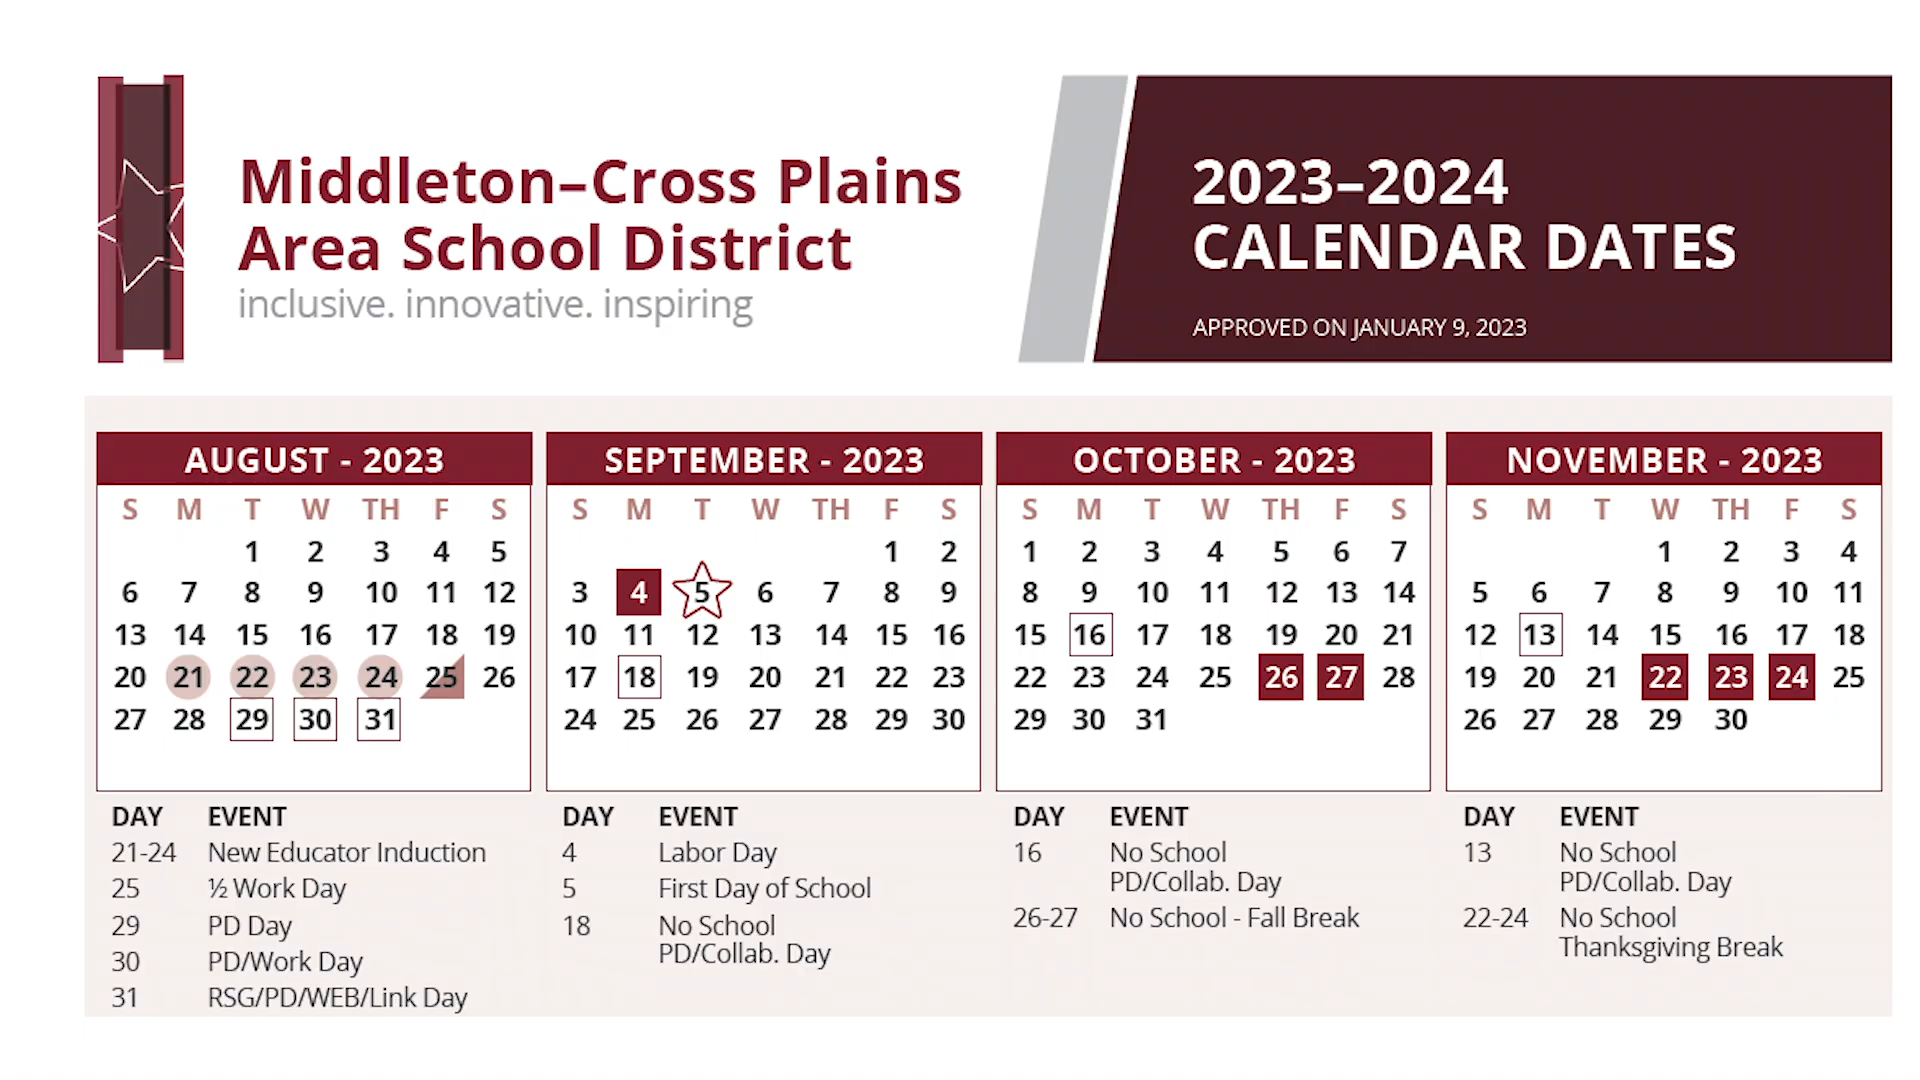 Middleton–Cross Plains
Area School District
inclusive. innovative. inspiring
2023–2024
CALENDAR DATES
APPROVED ON JANUARY 9, 2023
AUGUST - 2023
S M T W TH F S
1 2 3 4 5
6 7 8 9 10 11 12
13 14 15 16 17 18 19
20 21 22 23 24 25 26
27 28 29 30 31
DAY EVENT
21-24 New Educator Induction
25 ½ Work Day
29 PD Day
30 PD/Work Day
31 RSG/PD/WEB/Link Day
SEPTEMBER - 2023
S M T W TH F S
1 2
3 4 5 6 7 8 9
10 11 12 13 14 15 16
17 18 19 20 21 22 23
24 25 26 27 28 29 30
DAY EVENT
4 Labor Day
5 First Day of School
18 No School
PD/Collab. Day
OCTOBER - 2023
S M T W TH F S
1 2 3 4 5 6 7
8 9 10 11 12 13 14
15 16 17 18 19 20 21
22 23 24 25 26 27 28
29 30 31
DAY EVENT
16 No School
PD/Collab. Day
26-27 No School - Fall Break
NOVEMBER - 2023
S M T W TH F S
1 2 3 4
5 6 7 8 9 10 11
12 13 14 15 16 17 18
19 20 21 22 23 24 25
26 27 28 29 30
DAY EVENT
13 No School
PD/Collab. Day
22-24 No School
Thanksgiving Break